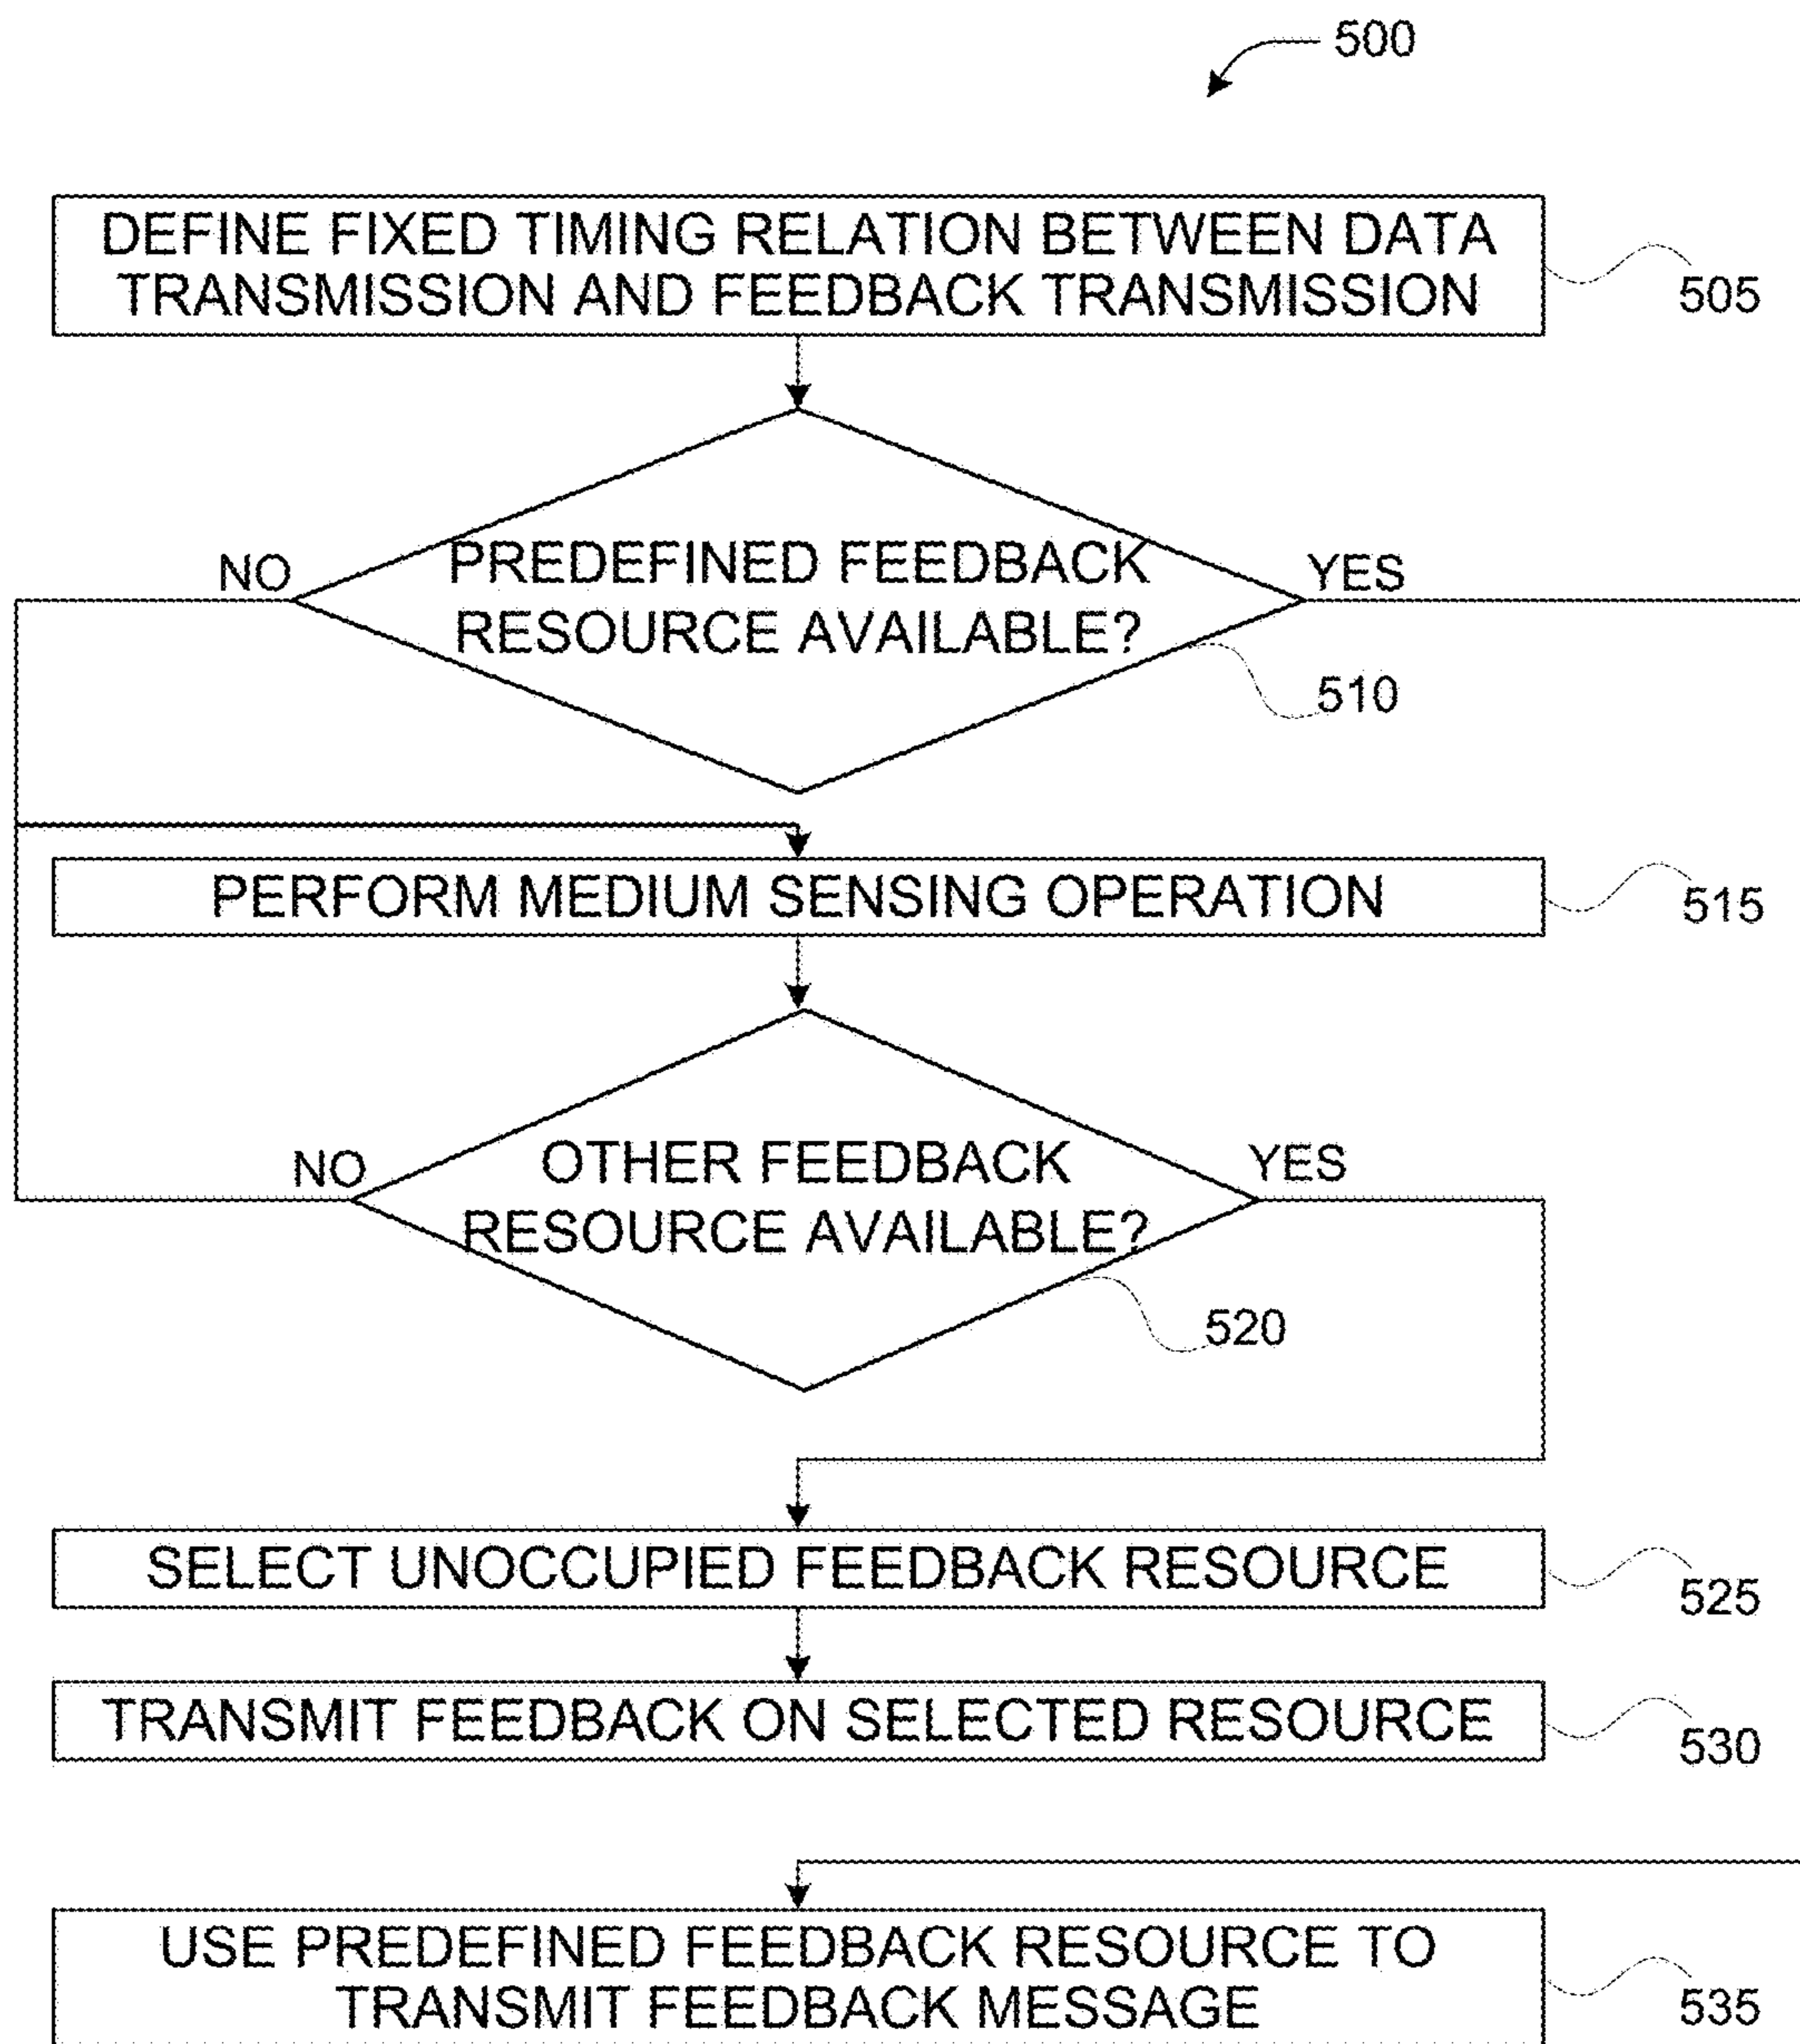 500
DEFINE FIXED TIMING RELATION BETWEEN DATA
TRANSMISSION AND FEEDBACK TRANSMISSION
505
NO
PREDEFINED FEEDBACK
RESOURCE AVAILABLE?
YES
510
PERFORM MEDIUM SENSING OPERATION
515
NO
OTHER FEEDBACK
RESOURCE AVAILABLE?
YES
520
SELECT UNOCCUPIED FEEDBACK RESOURCE
525
TRANSMIT FEEDBACK ON SELECTED RESOURCE
530
USE PREDEFINED FEEDBACK RESOURCE TO
TRANSMIT FEEDBACK MESSAGE
535